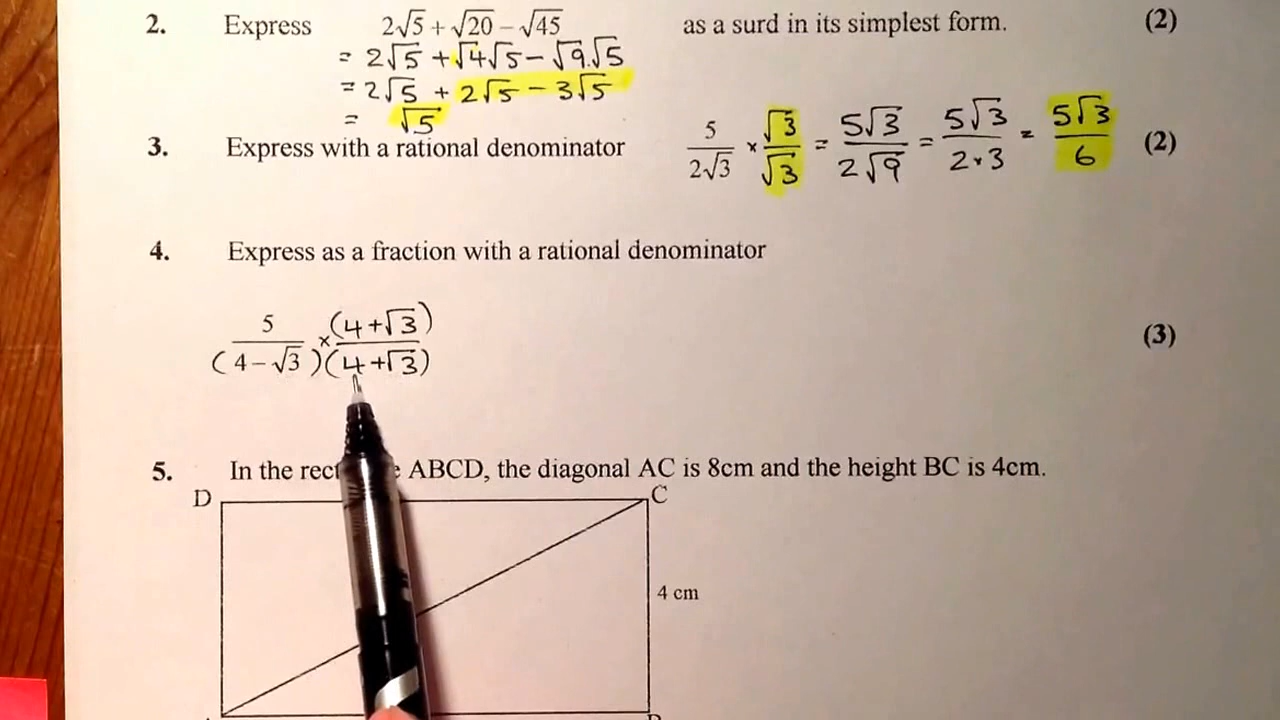 2. Express 2√5 + √20 − √45 as a surd in its simplest form. (2)
= 2√5 + √4√5 − √9.√5
= 2√5 + 2√5 − 3√5
= √5
3. Express with a rational denominator 5/2√3 × √3/√3 = 5√3/2√9 = 5√3/2×3 = 5√3/6 (2)
4. Express as a fraction with a rational denominator
5/(4−√3) × (4+√3)/(4+√3) (3)
5. In the ABCD, the diagonal AC is 8cm and the height BC is 4cm.
D C
4 cm